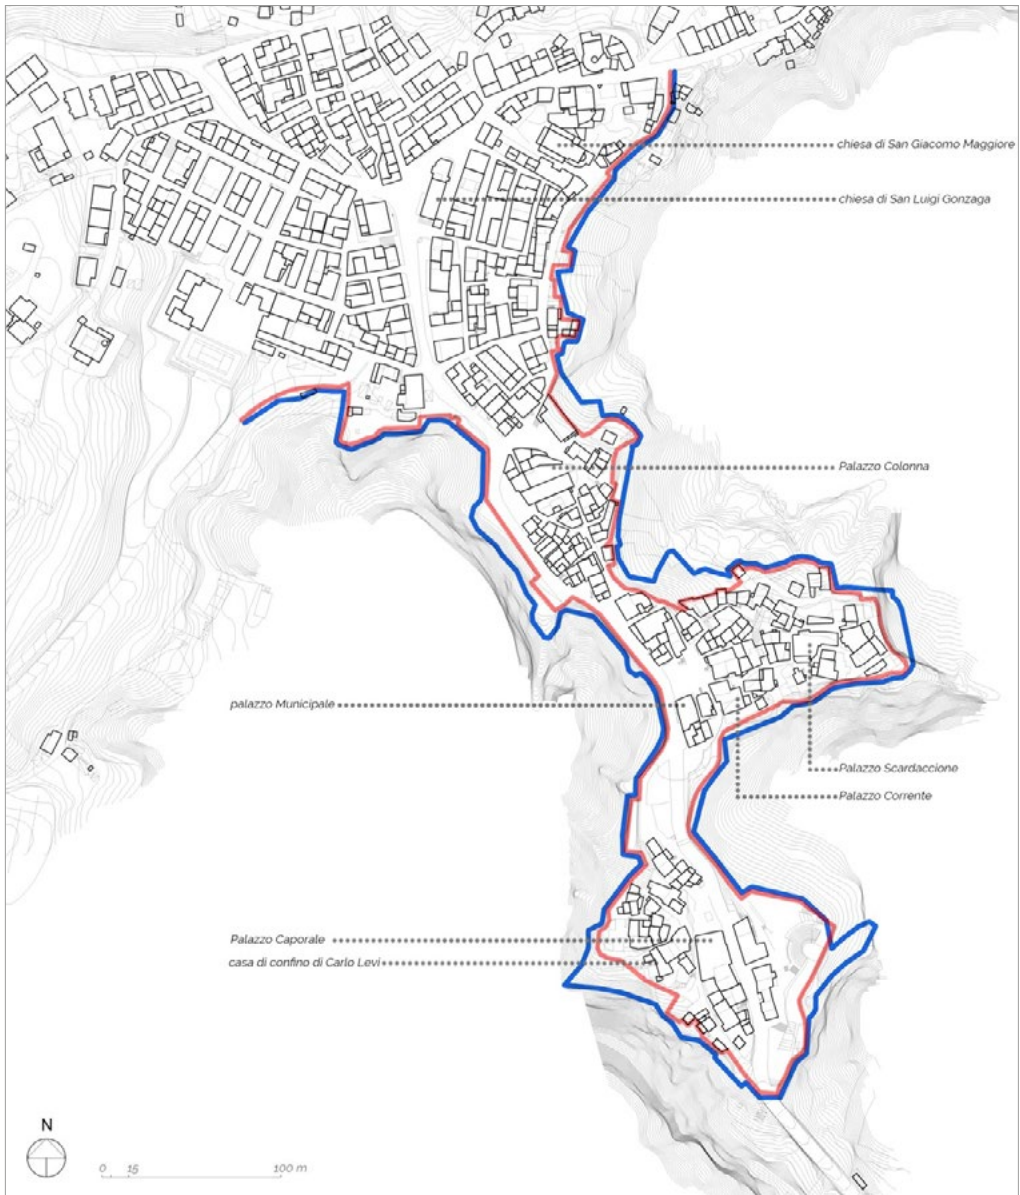 chiesa di San Giacomo Maggiore
chiesa di San Luigi Gonzaga
Palazzo Colonna
palazzo Municipale
Palazzo Scardaccione
Palazzo Corrente
Palazzo Caporale
casa di confino di Carlo Levi
N
0 15 100 m